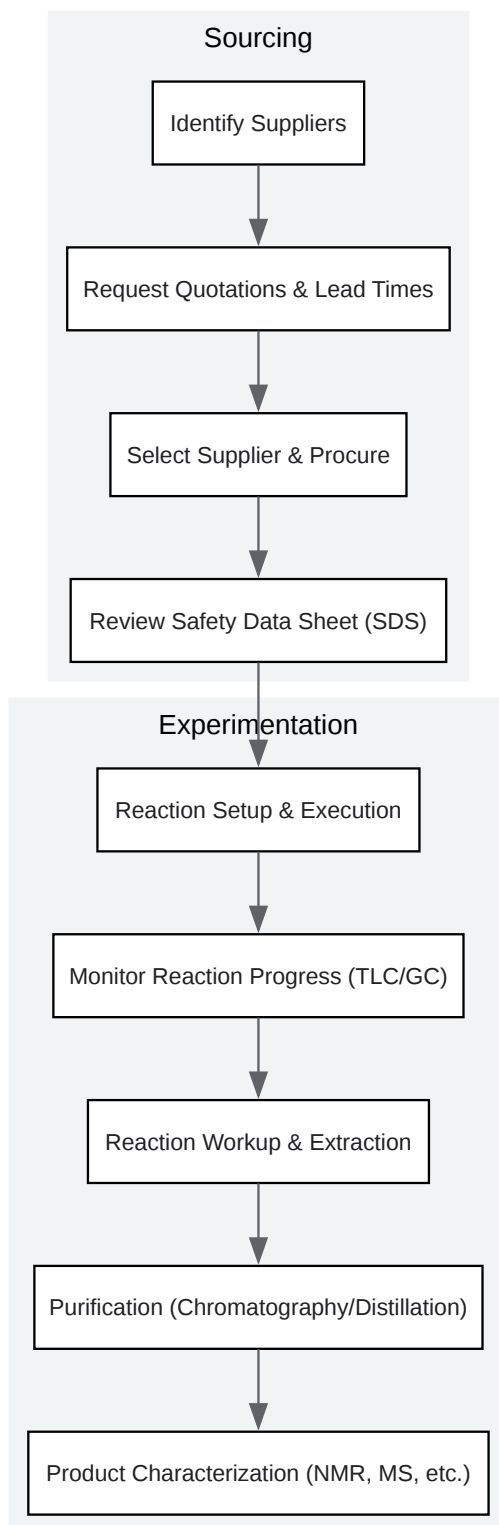 Sourcing
Identify Suppliers
Request Quotations & Lead Times
Select Supplier & Procure
Review Safety Data Sheet (SDS)
Experimentation
Reaction Setup & Execution
Monitor Reaction Progress (TLC/GC)
Reaction Workup & Extraction
Purification (Chromatography/Distillation)
Product Characterization (NMR, MS, etc.)